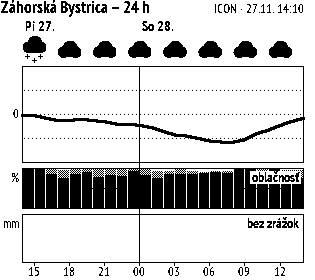 Záhorská Bystrica – 24 h ICON · 27.11. 14:10
Pi 27. So 28.
0
% oblačnosť
mm bez zrážok
15 18 21 00 03 06 09 12